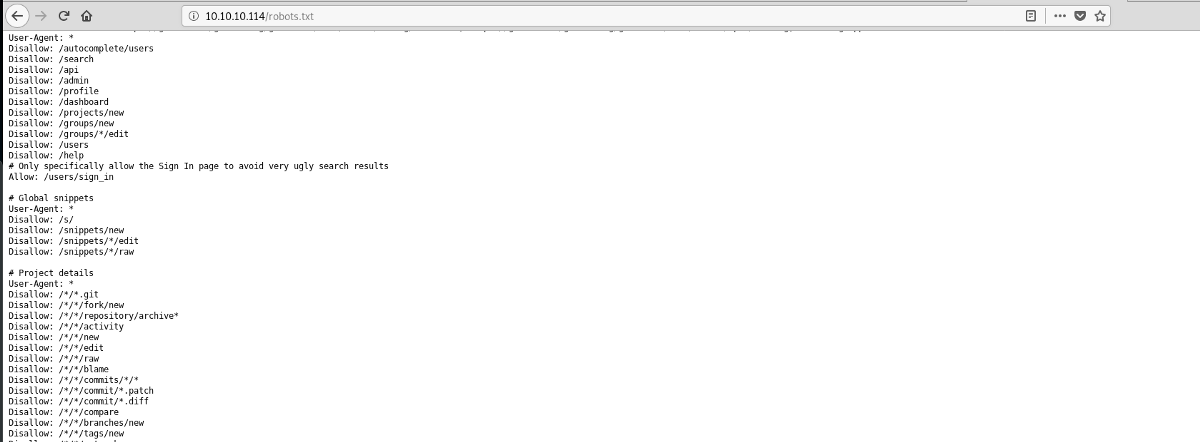 10.10.10.114/robots.txt
User-Agent: *
Disallow: /autocomplete/users
Disallow: /search
Disallow: /api
Disallow: /admin
Disallow: /profile
Disallow: /dashboard
Disallow: /projects/new
Disallow: /groups/new
Disallow: /groups/*/edit
Disallow: /users
Disallow: /help
# Only specifically allow the Sign In page to avoid very ugly search results
Allow: /users/sign_in
# Global snippets
User-Agent: *
Disallow: /s/
Disallow: /snippets/new
Disallow: /snippets/*/edit
Disallow: /snippets/*/raw
# Project details
User-Agent: *
Disallow: /*/*.git
Disallow: /*/*/fork/new
Disallow: /*/*/repository/archive*
Disallow: /*/*/activity
Disallow: /*/*/new
Disallow: /*/*/edit
Disallow: /*/*/raw
Disallow: /*/*/blame
Disallow: /*/*/commits/*/*
Disallow: /*/*/commit/*.patch
Disallow: /*/*/commit/*.diff
Disallow: /*/*/compare
Disallow: /*/*/branches/new
Disallow: /*/*/tags/new